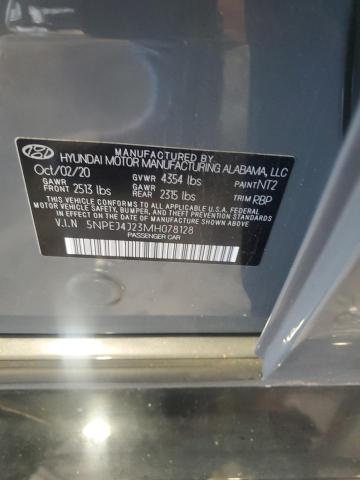 MANUFACTURED BY
HYUNDAI MOTOR MANUFACTURING ALABAMA, LLC
Oct/02/20 GVWR 4354 lbs PAINT NT2
GAWR FRONT 2513 lbs GAWR REAR 2315 lbs TRIM RBP
THIS VEHICLE CONFORMS TO ALL APPLICABLE U.S.A FEDERAL
MOTOR VEHICLE SAFETY, BUMPER, AND THEFT PREVENTION
STANDARDS IN EFFECT ON THE DATE OF MANUFACTURE SHOWN ABOVE.
V.I.N 5NPEJ4J23MH078128
PASSENGER CAR